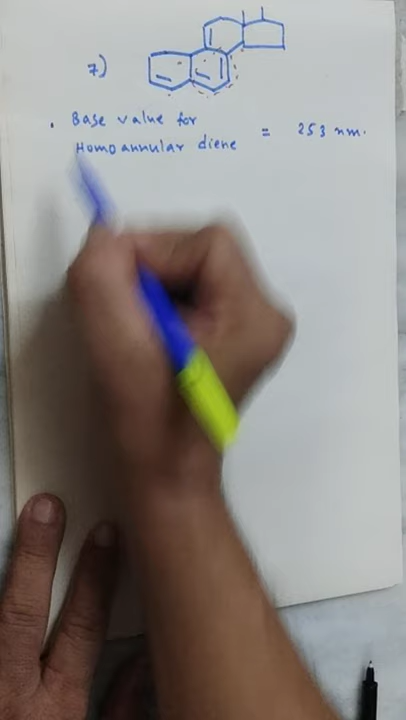 7)
• Base value for
Homoannular diene = 253 nm.